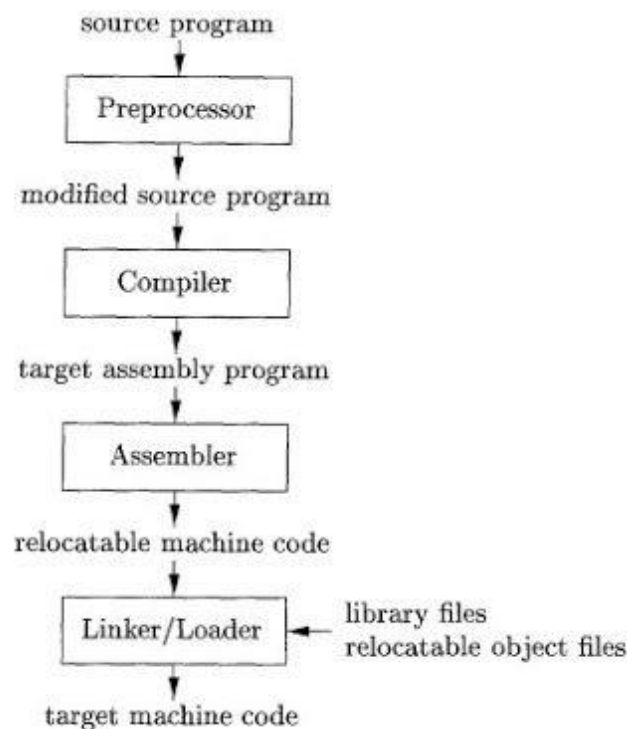 source program
Preprocessor
modified source program
Compiler
target assembly program
Assembler
relocatable machine code
Linker/Loader
library files
relocatable object files
target machine code